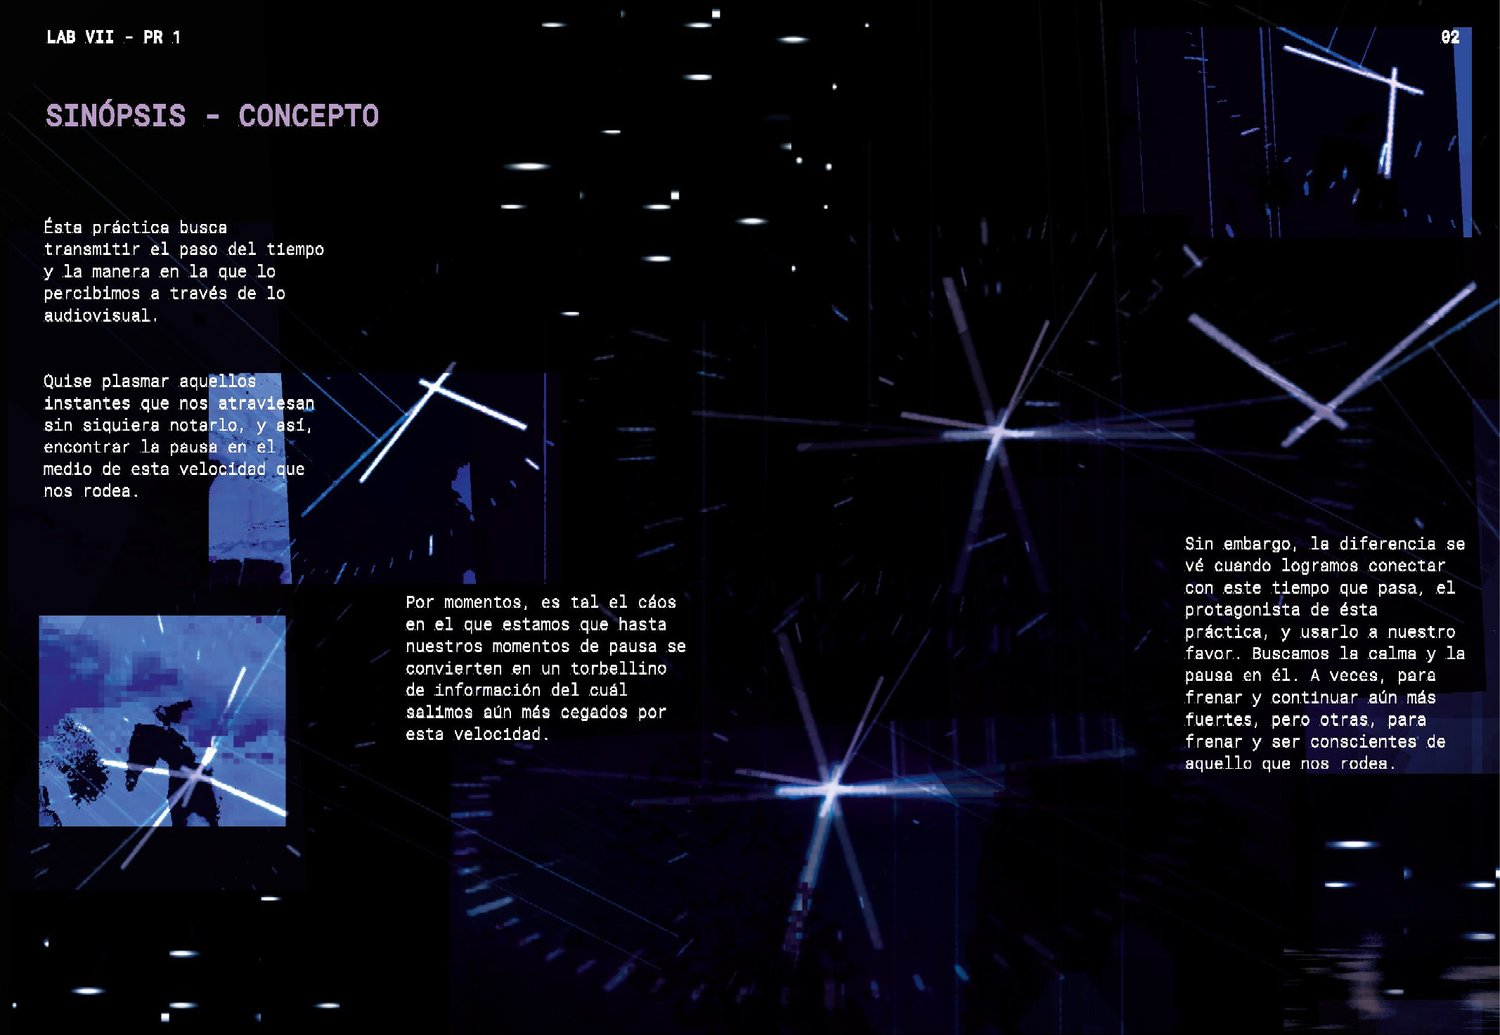 LAB VII - PR 1
02
SINÓPSIS - CONCEPTO
Ésta práctica busca
transmitir el paso del tiempo
y la manera en la que lo
percibimos a través de lo
audiovisual.
Quise plasmar aquellos
instantes que nos atraviesan
sin siquiera notarlo, y así,
encontrar la pausa en el
medio de esta velocidad que
nos rodea.
Por momentos, es tal el cáos
en el que estamos que hasta
nuestros momentos de pausa se
convierten en un torbellino
de información del cuál
salimos aún más cegados por
esta velocidad.
Sin embargo, la diferencia se
vé cuando logramos conectar
con este tiempo que pasa, el
protagonista de ésta
práctica, y usarlo a nuestro
favor. Buscamos la calma y la
pausa en él. A veces, para
frenar y continuar aún más
fuertes, pero otras, para
frenar y ser conscientes de
aquello que nos rodea.